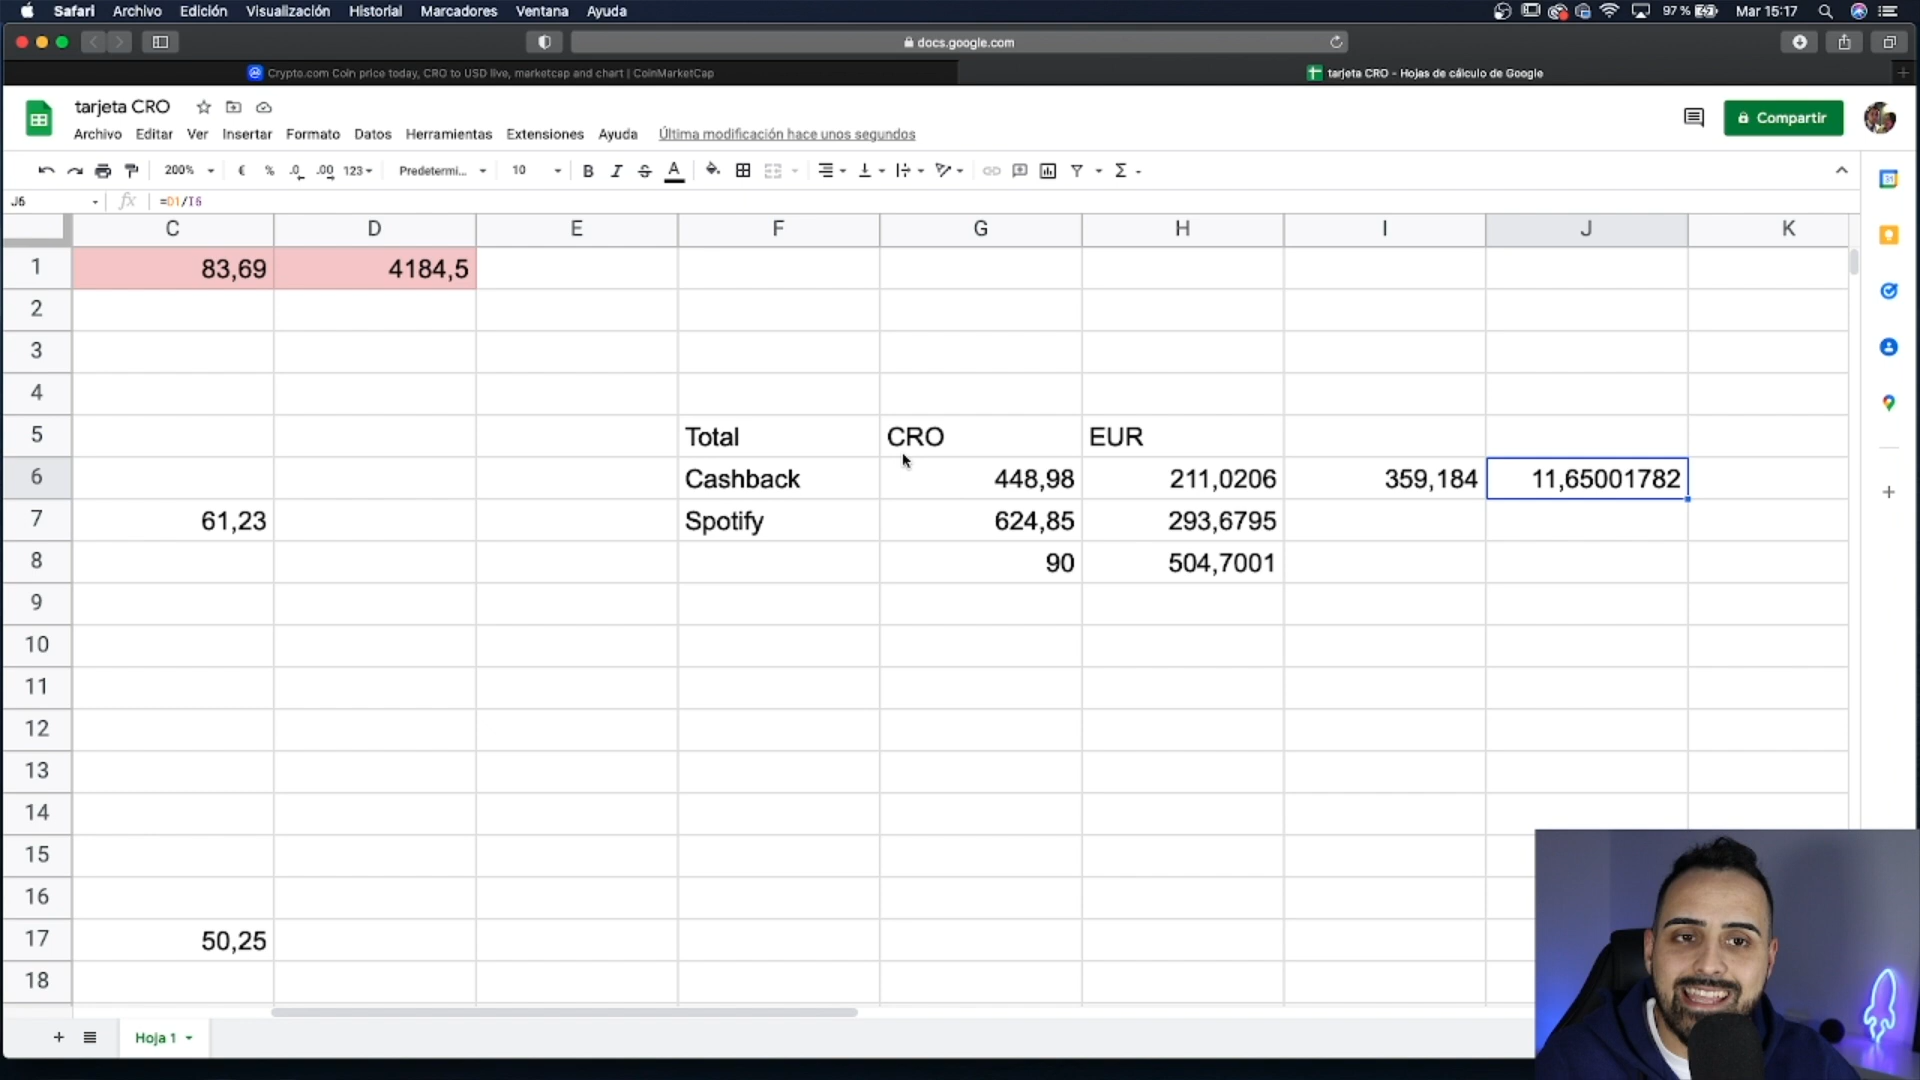 Safari Archivo Edición Visualización Historial Marcadores Ventana Ayuda 97 % Mar 15:17
docs.google.com
Crypto.com Coin price today, CRO to USD live, marketcap and chart | CoinMarketCap
tarjeta CRO - Hojas de cálculo de Google
tarjeta CRO
Archivo Editar Ver Insertar Formato Datos Herramientas Extensiones Ayuda Última modificación hace unos segundos
Compartir
200% € % .0 .00 123 Predetermi... 10 B I S A Σ
J6 fx =D1/I6
C D E F G H I J K
1 83,69 4184,5
2
3
4
5 Total CRO EUR
6 Cashback 448,98 211,0206 359,184 11,65001782
7 61,23 Spotify 624,85 293,6795
8 90 504,7001
9
10
11
12
13
14
15
16
17 50,25
18
Hoja 1
31